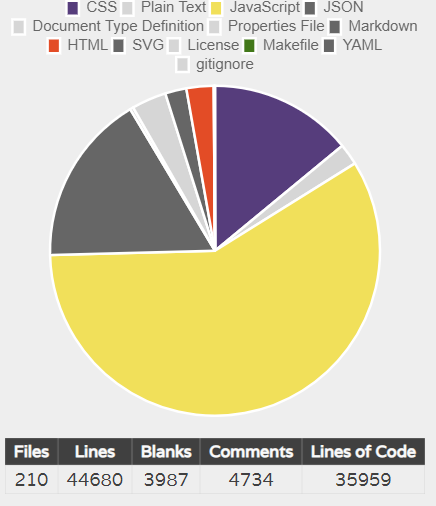 CSS Plain Text JavaScript JSON
Document Type Definition Properties File Markdown
HTML SVG License Makefile YAML
gitignore
Files Lines Blanks Comments Lines of Code
210 44680 3987 4734 35959